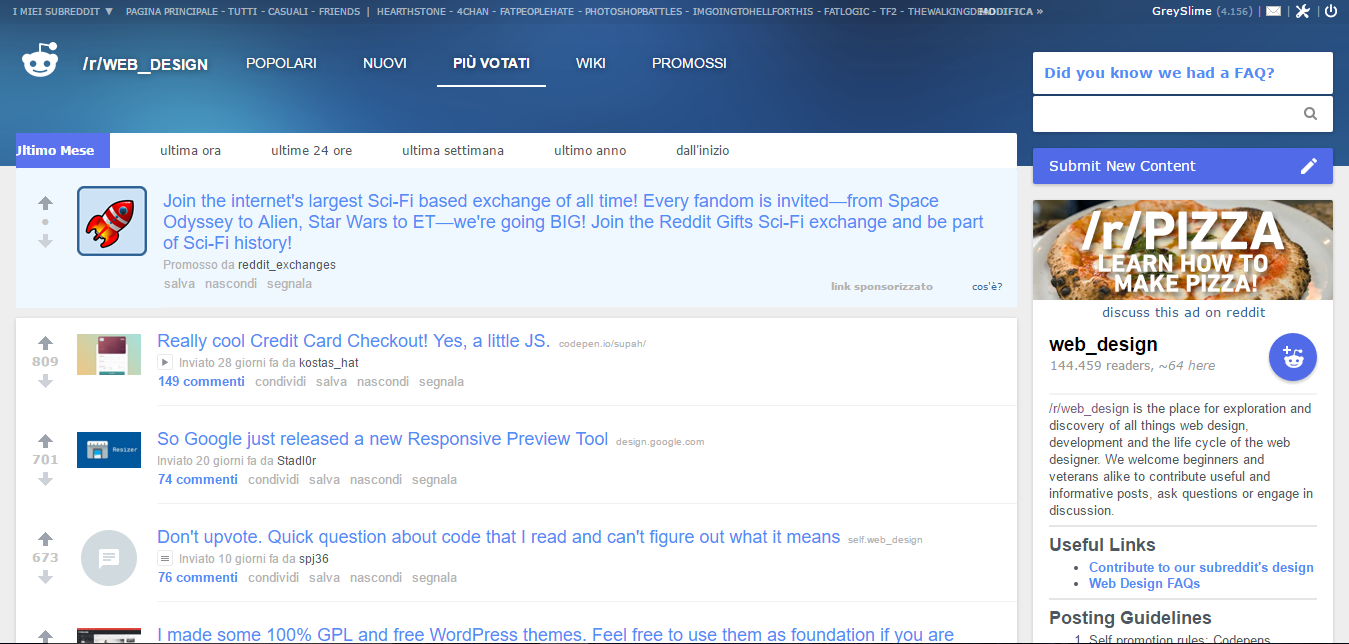 I MIEI SUBREDDIT ▼ PAGINA PRINCIPALE - TUTTI - CASUALI - FRIENDS | HEARTHSTONE - 4CHAN - FATPEOPLEHATE - PHOTOSHOPBATTLES - IMGOINGTOHELLFORTHIS - FATLOGIC - TF2 - MODIFICA »
GreySlime (4.156) | | |
/r/WEB_DESIGN POPOLARI NUOVI PIÙ VOTATI WIKI PROMOSSI
Did you know we had a FAQ?
Ultimo Mese ultima ora ultime 24 ore ultima settimana ultimo anno dall'inizio
Join the internet's largest Sci-Fi based exchange of all time! Every fandom is invited—from Space
Odyssey to Alien, Star Wars to ET—we're going BIG! Join the Reddit Gifts Sci-Fi exchange and be part
of Sci-Fi history!
Promosso da reddit_exchanges
salva nascondi segnala
link sponsorizzato cos'è?
809
Really cool Credit Card Checkout! Yes, a little JS. codepen.io/supah/
Inviato 28 giorni fa da kostas_hat
149 commenti condividi salva nascondi segnala
701
Resizer
So Google just released a new Responsive Preview Tool design.google.com
Inviato 20 giorni fa da Stadl0r
74 commenti condividi salva nascondi segnala
673
Don't upvote. Quick question about code that I read and can't figure out what it means self.web_design
Inviato 10 giorni fa da spj36
76 commenti condividi salva nascondi segnala
I made some 100% GPL and free WordPress themes. Feel free to use them as foundation if you are
Submit New Content
/r/PIZZA
LEARN HOW TO
MAKE PIZZA!
discuss this ad on reddit
web_design
144.459 readers, ~64 here
/r/web_design is the place for exploration and
discovery of all things web design,
development and the life cycle of the web
designer. We welcome beginners and
veterans alike to contribute useful and
informative posts, ask questions or engage in
discussion.
Useful Links
• Contribute to our subreddit's design
• Web Design FAQs
Posting Guidelines
1. Self promotion rules: Codepens,